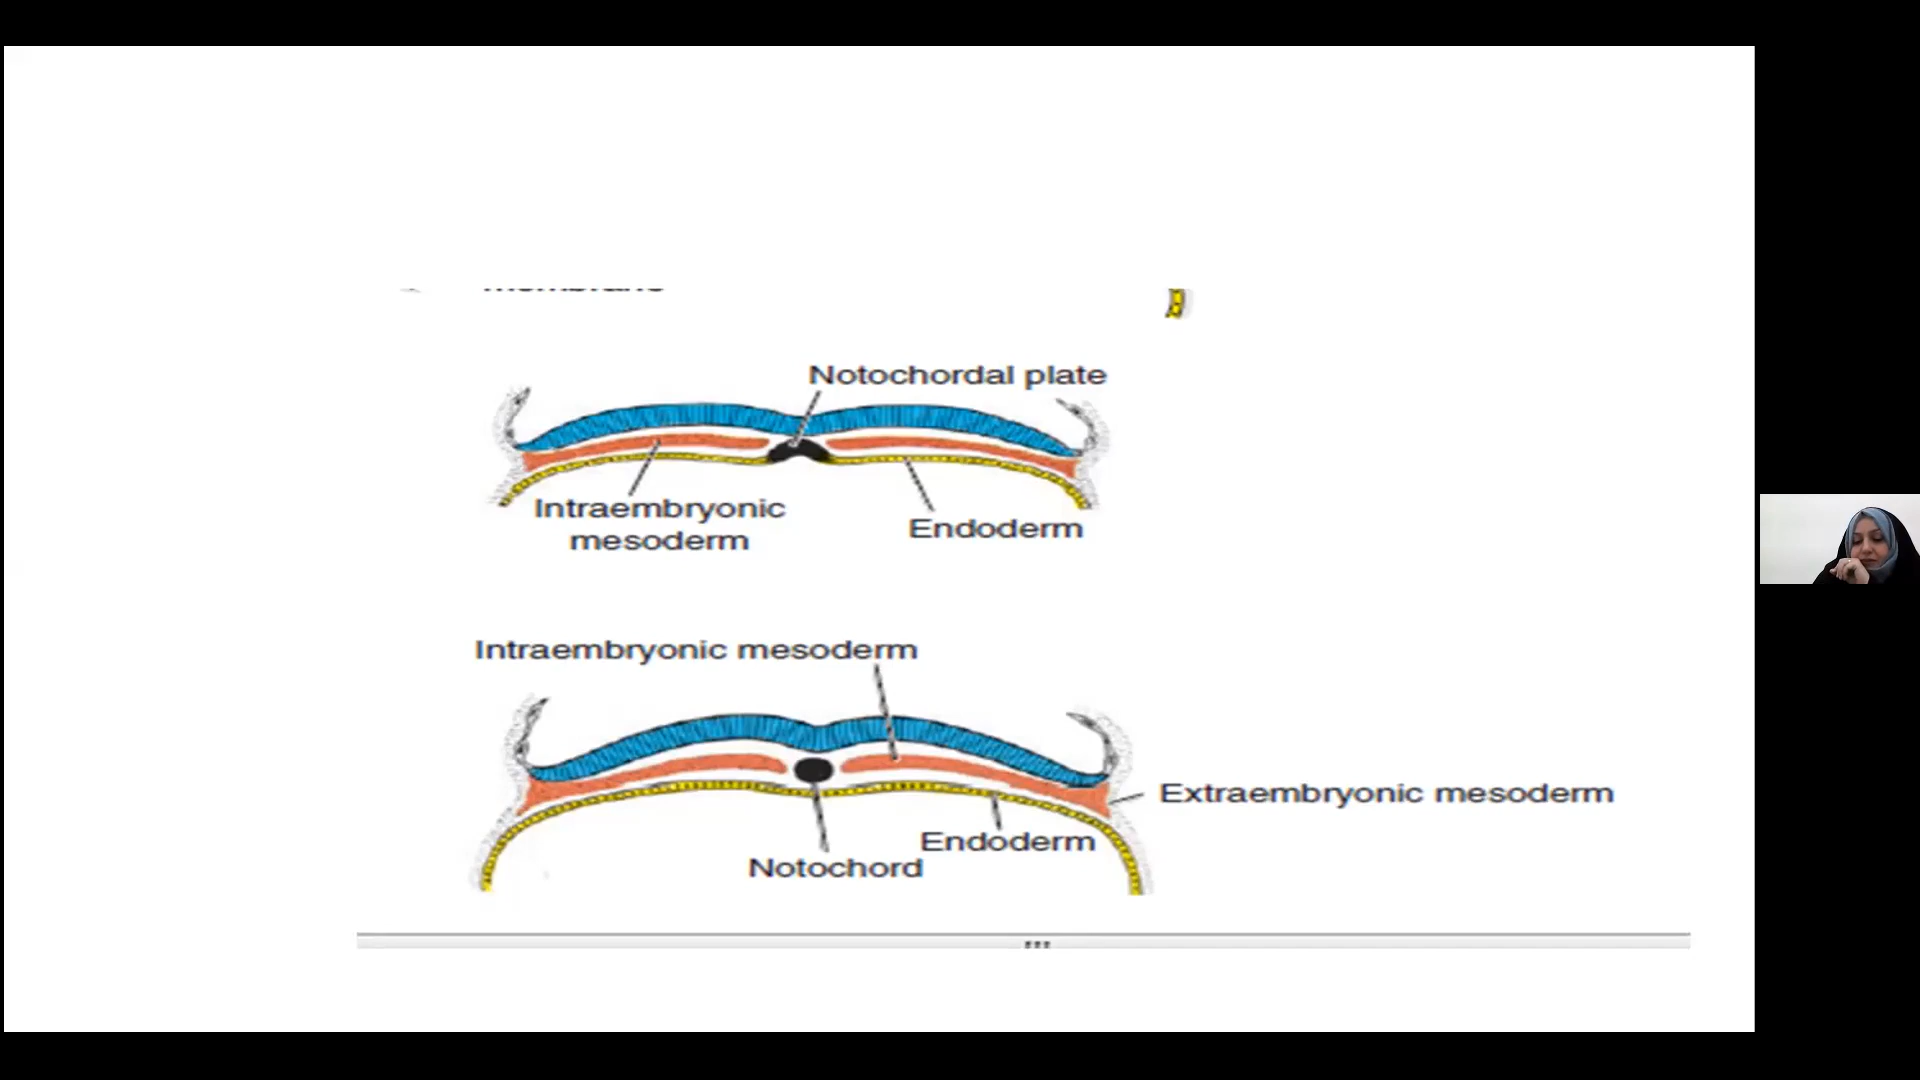 Notochordal plate
Intraembryonic
mesoderm
Endoderm
Intraembryonic mesoderm
Extraembryonic mesoderm
Endoderm
Notochord